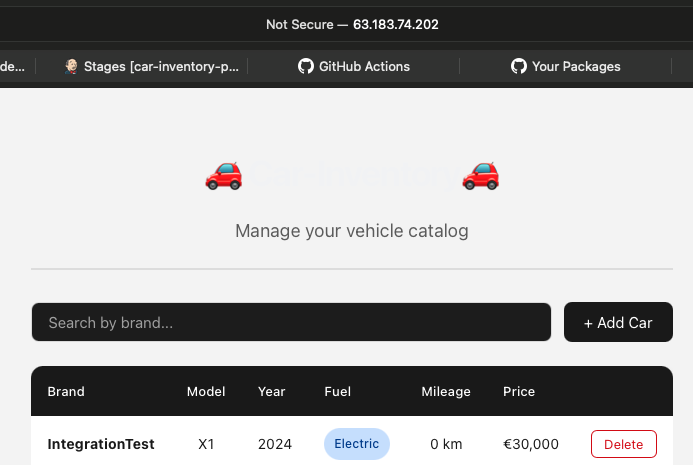 Not Secure — 63.183.74.202
de...
Stages [car-inventory-p...
GitHub Actions
Your Packages
🚗 🚗
Manage your vehicle catalog
Search by brand...
+ Add Car
Brand Model Year Fuel Mileage Price
IntegrationTest X1 2024 Electric 0 km €30,000 Delete